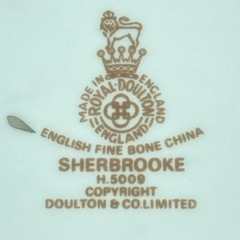 MADE IN ENGLAND
ROYAL·DOULTON
ENGLAND
ENGLISH FINE BONE CHINA
SHERBROOKE
H.5009
COPYRIGHT
DOULTON & CO.LIMITED